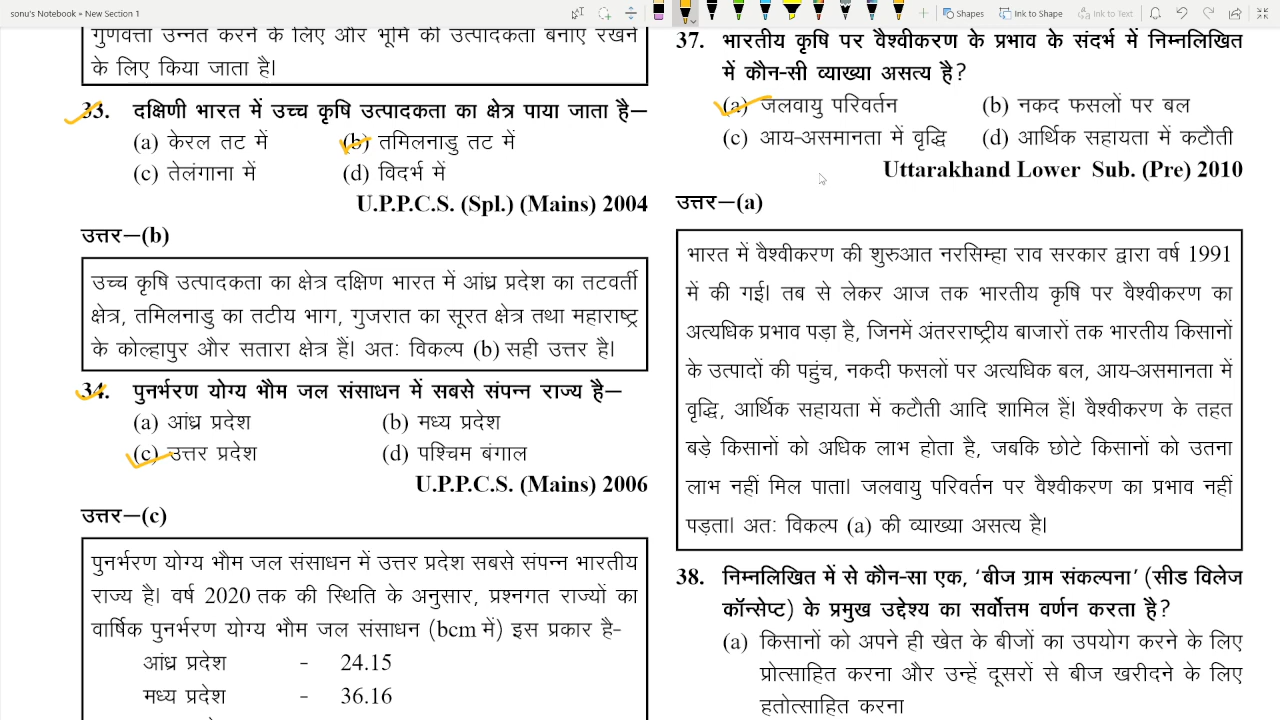 sonu's Notebook » New Section 1
Shapes
Ink to Shape
Ink to Text
गुणवत्ता उन्नत करने के लिए और भूमि की उत्पादकता बनाए रखने
के लिए किया जाता है।
33. दक्षिणी भारत में उच्च कृषि उत्पादकता का क्षेत्र पाया जाता है–
(a) केरल तट में (b) तमिलनाडु तट में
(c) तेलंगाना में (d) विदर्भ में
U.P.P.C.S. (Spl.) (Mains) 2004
उत्तर–(b)
उच्च कृषि उत्पादकता का क्षेत्र दक्षिण भारत में आंध्र प्रदेश का तटवर्ती
क्षेत्र, तमिलनाडु का तटीय भाग, गुजरात का सूरत क्षेत्र तथा महाराष्ट्र
के कोल्हापुर और सतारा क्षेत्र हैं। अतः विकल्प (b) सही उत्तर है।
34. पुनर्भरण योग्य भौम जल संसाधन में सबसे संपन्न राज्य है–
(a) आंध्र प्रदेश (b) मध्य प्रदेश
(c) उत्तर प्रदेश (d) पश्चिम बंगाल
U.P.P.C.S. (Mains) 2006
उत्तर–(c)
पुनर्भरण योग्य भौम जल संसाधन में उत्तर प्रदेश सबसे संपन्न भारतीय
राज्य है। वर्ष 2020 तक की स्थिति के अनुसार, प्रश्नगत राज्यों का
वार्षिक पुनर्भरण योग्य भौम जल संसाधन (bcm में) इस प्रकार है-
आंध्र प्रदेश - 24.15
मध्य प्रदेश - 36.16
37. भारतीय कृषि पर वैश्वीकरण के प्रभाव के संदर्भ में निम्नलिखित
में कौन-सी व्याख्या असत्य है?
(a) जलवायु परिवर्तन (b) नकद फसलों पर बल
(c) आय-असमानता में वृद्धि (d) आर्थिक सहायता में कटौती
Uttarakhand Lower Sub. (Pre) 2010
उत्तर–(a)
भारत में वैश्वीकरण की शुरुआत नरसिम्हा राव सरकार द्वारा वर्ष 1991
में की गई। तब से लेकर आज तक भारतीय कृषि पर वैश्वीकरण का
अत्यधिक प्रभाव पड़ा है, जिनमें अंतरराष्ट्रीय बाजारों तक भारतीय किसानों
के उत्पादों की पहुंच, नकदी फसलों पर अत्यधिक बल, आय-असमानता में
वृद्धि, आर्थिक सहायता में कटौती आदि शामिल हैं। वैश्वीकरण के तहत
बड़े किसानों को अधिक लाभ होता है, जबकि छोटे किसानों को उतना
लाभ नहीं मिल पाता। जलवायु परिवर्तन पर वैश्वीकरण का प्रभाव नहीं
पड़ता। अतः विकल्प (a) की व्याख्या असत्य है।
38. निम्नलिखित में से कौन-सा एक, ‘बीज ग्राम संकल्पना’ (सीड विलेज
कॉन्सेप्ट) के प्रमुख उद्देश्य का सर्वोत्तम वर्णन करता है?
(a) किसानों को अपने ही खेत के बीजों का उपयोग करने के लिए
प्रोत्साहित करना और उन्हें दूसरों से बीज खरीदने के लिए
हतोत्साहित करना